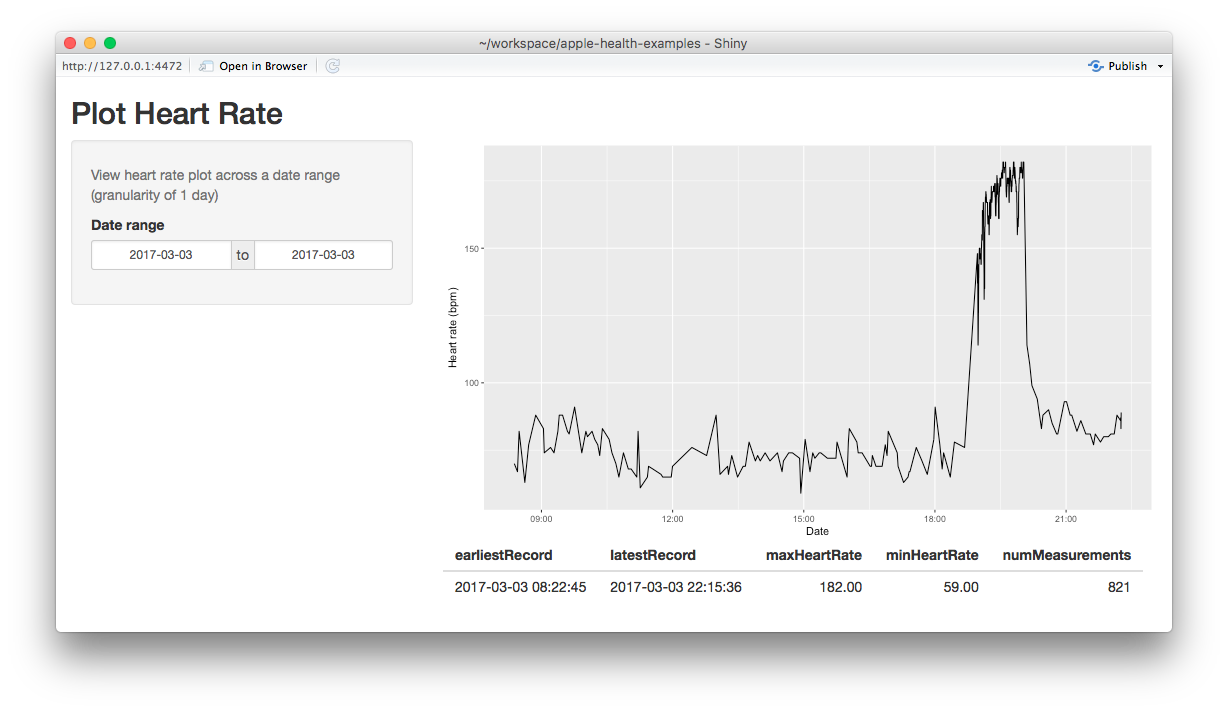 ~/workspace/apple-health-examples - Shiny
http://127.0.0.1:4472 Open in Browser Publish
Plot Heart Rate
View heart rate plot across a date range
(granularity of 1 day)
Date range
2017-03-03 to 2017-03-03
Heart rate (bpm)
150
100
09:00 12:00 15:00 18:00 21:00
Date
earliestRecord latestRecord maxHeartRate minHeartRate numMeasurements
2017-03-03 08:22:45 2017-03-03 22:15:36 182.00 59.00 821